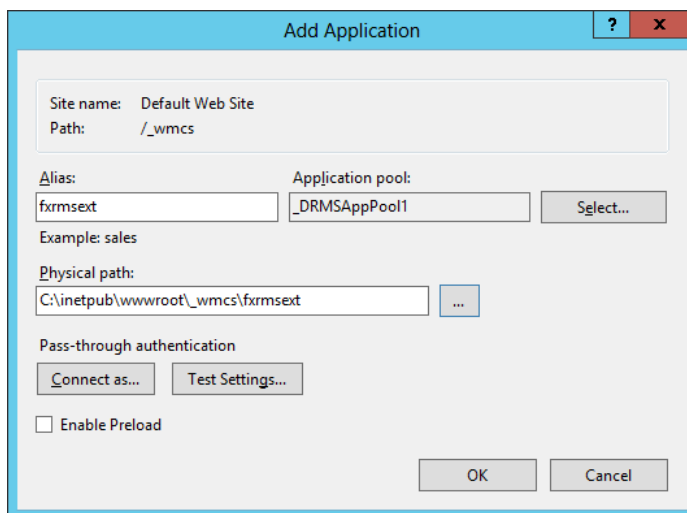 Add Application
?
x
Site name: Default Web Site
Path: /_wmcs
Alias:
Application pool:
fxrmsext
_DRMSAppPool1
Select...
Example: sales
Physical path:
C:\inetpub\wwwroot\_wmcs\fxrmsext
...
Pass-through authentication
Connect as...
Test Settings...
Enable Preload
OK
Cancel